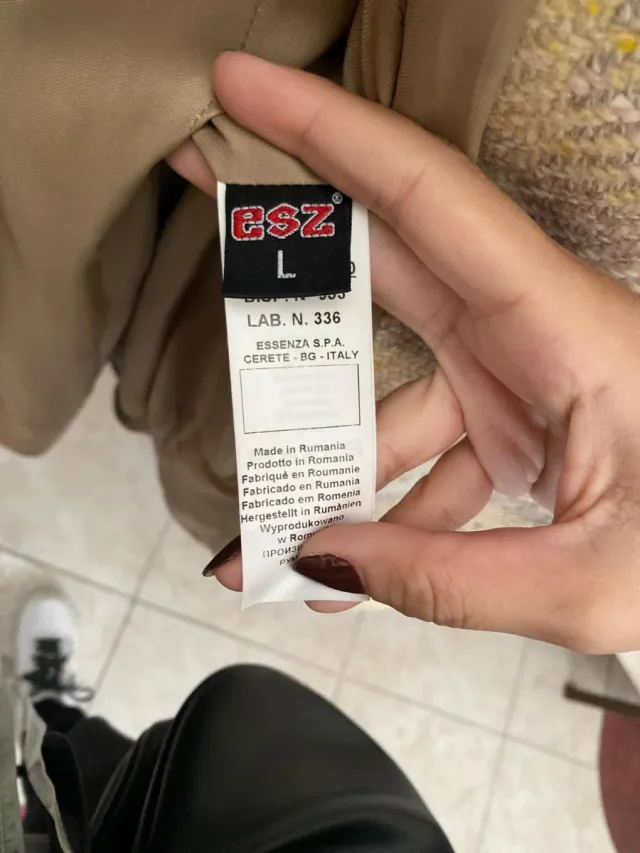 esz®
L
LAB. N. 336
ESSENZA S.P.A.
CERETE - BG - ITALY
Made in Rumania
Prodotto in Romania
Fabriqué en Roumanie
Fabricado en Rumania
Fabricado em Romenia
Hergestellt in Rumänien
Wyprodukowano
w